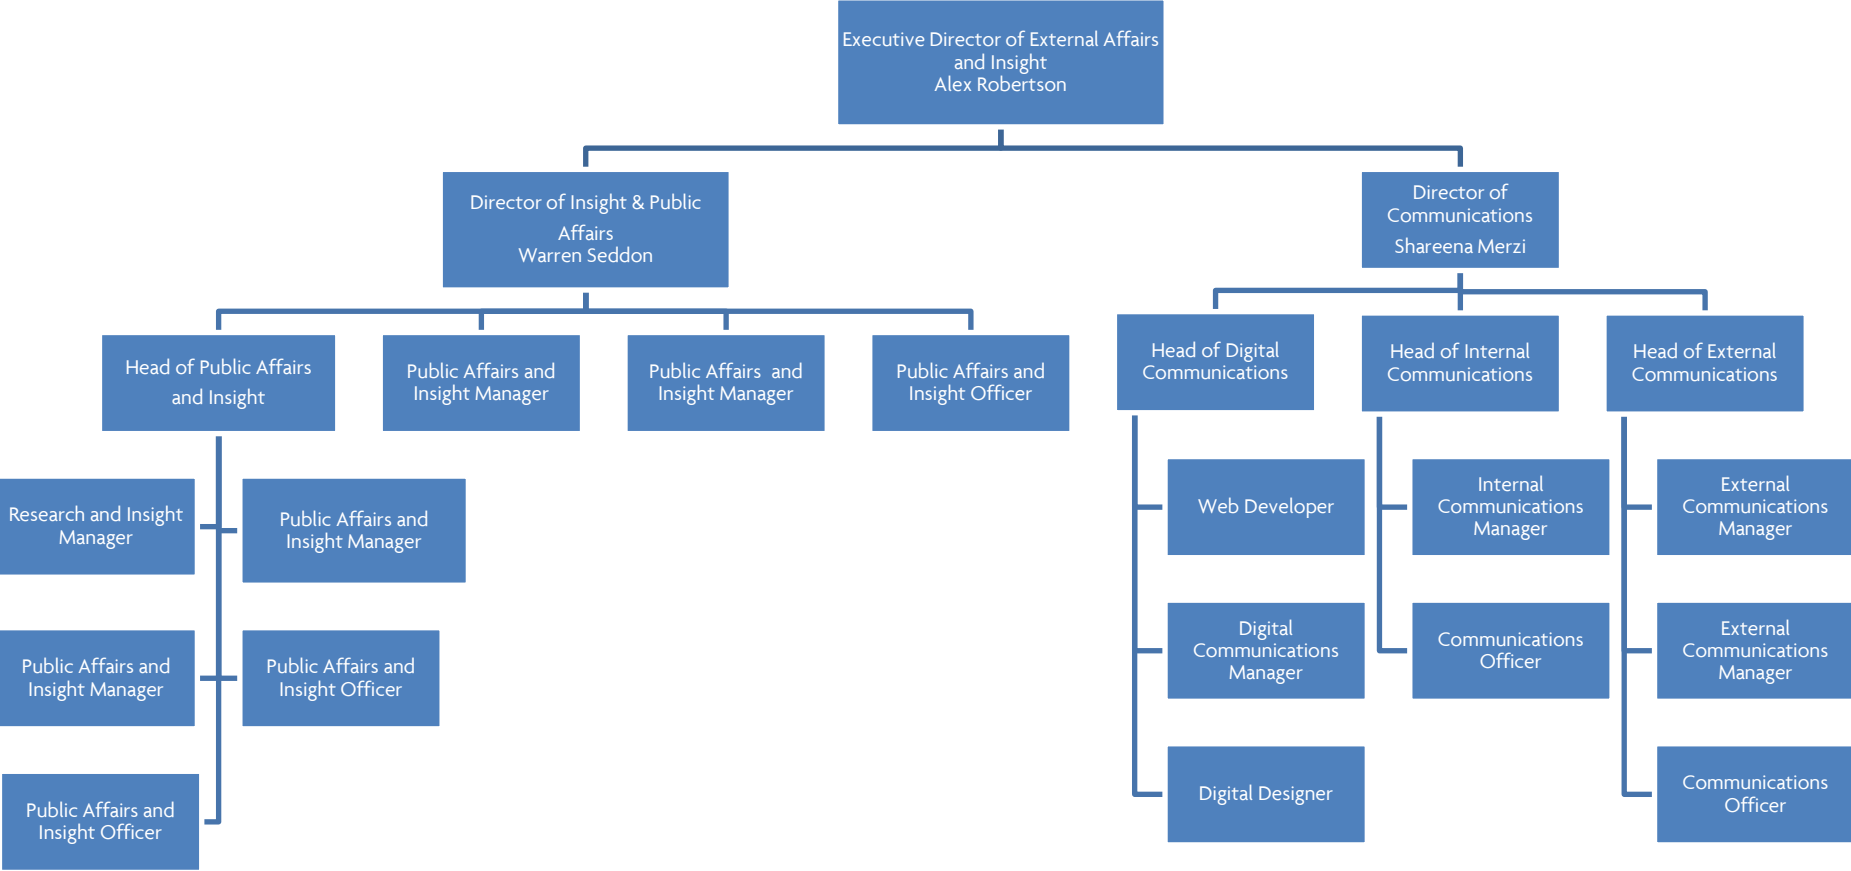 Executive Director of External Affairs
and Insight
Alex Robertson
Director of Insight & Public
Affairs
Warren Seddon
Director of
Communications
Shareena Merzi
Head of Public Affairs
and Insight
Public Affairs and
Insight Manager
Public Affairs and
Insight Manager
Public Affairs and
Insight Officer
Head of Digital
Communications
Head of Internal
Communications
Head of External
Communications
Research and Insight
Manager
Public Affairs and
Insight Manager
Public Affairs and
Insight Manager
Public Affairs and
Insight Officer
Public Affairs and
Insight Officer
Web Developer
Digital
Communications
Manager
Digital Designer
Internal
Communications
Manager
Communications
Officer
External
Communications
Manager
External
Communications
Manager
Communications
Officer